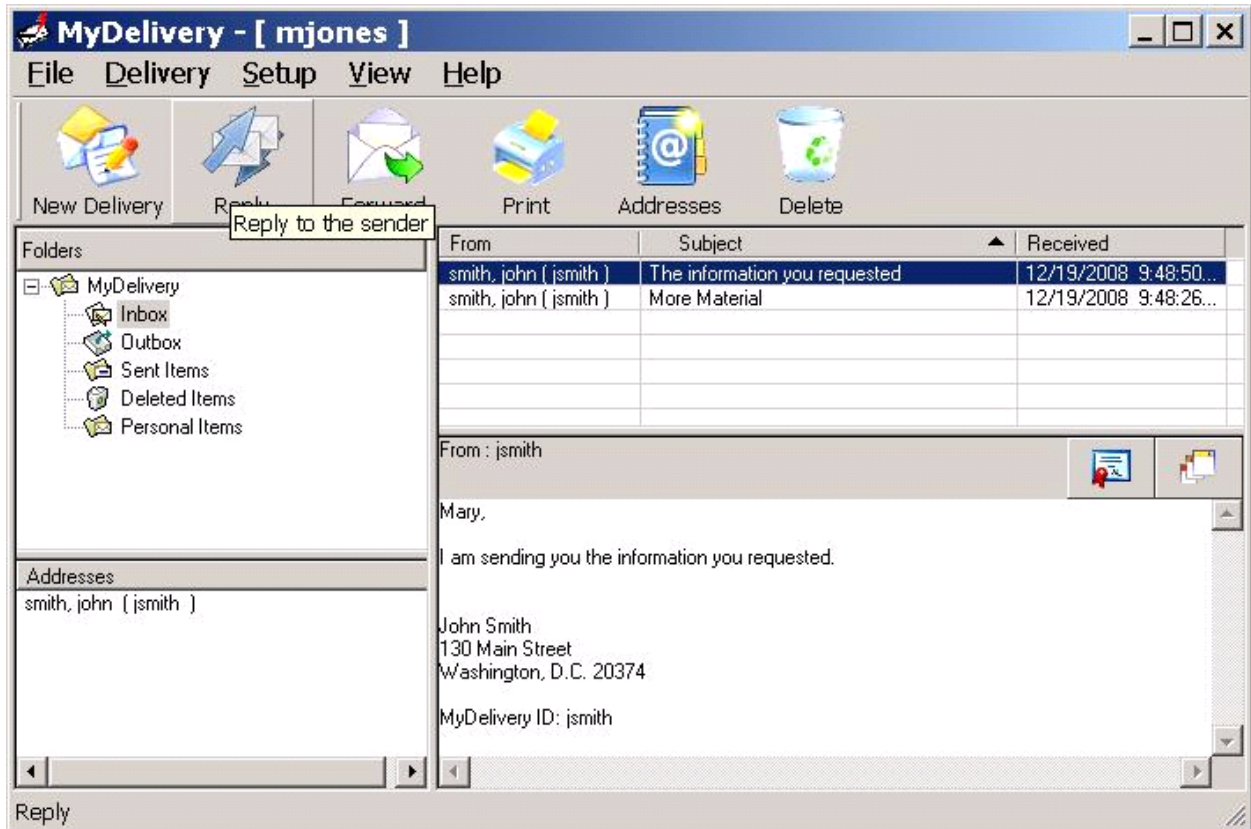 MyDelivery - [ mjones ]
File Delivery Setup View Help
New Delivery Reply Forward Print Addresses Delete
Reply to the sender
Folders
MyDelivery
Inbox
Outbox
Sent Items
Deleted Items
Personal Items
Addresses
smith, john ( jsmith )
From Subject Received
smith, john ( jsmith ) The information you requested 12/19/2008 9:48:50...
smith, john ( jsmith ) More Material 12/19/2008 9:48:26...
From : jsmith
Mary,
I am sending you the information you requested.
John Smith
130 Main Street
Washington, D.C. 20374
MyDelivery ID: jsmith
Reply